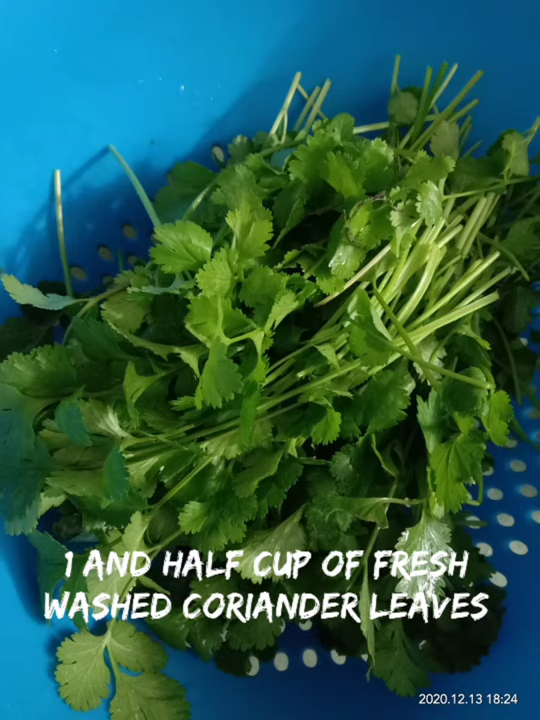 1 AND HALF CUP OF FRESH
WASHED CORIANDER LEAVES
2020.12.13 18:24